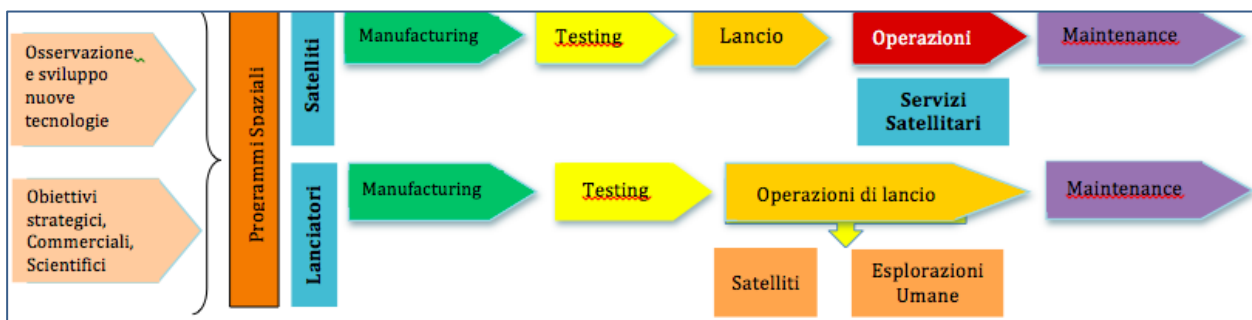 Osservazione
e sviluppo
nuove
tecnologie
Obiettivi
strategici,
Commerciali,
Scientifici
Programmi Spaziali
Satelliti
Manufacturing
Testing
Lancio
Operazioni
Maintenance
Servizi
Satellitari
Lanciatori
Manufacturing
Testing
Operazioni di lancio
Maintenance
Satelliti
Esplorazioni
Umane